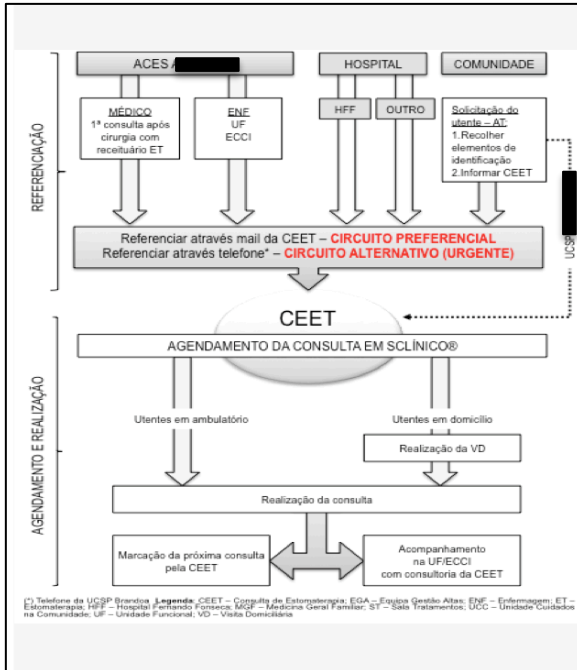 ACES A
HOSPITAL
COMUNIDADE
MÉDICO
1ª consulta após
cirurgia com
receituário ET
ENF
UF
ECCI
HFF
OUTRO
Solicitação do
utente – AT:
1.Recolher
elementos de
identificação
2.Informar CEET
REFERENCIAÇÃO
UCSP
Referenciar através mail da CEET – CIRCUITO PREFERENCIAL
Referenciar através telefone* – CIRCUITO ALTERNATIVO (URGENTE)
CEET
AGENDAMENTO DA CONSULTA EM SCLÍNICO®
AGENDAMENTO E REALIZAÇÃO
Utentes em ambulatório
Utentes em domicílio
Realização da VD
Realização da consulta
Marcação da próxima consulta
pela CEET
Acompanhamento
na UF/ECCI
com consultoria da CEET
(*) Telefone da UCSP Brandoa Legenda: CEET – Consulta de Estomaterapia; EGA – Equipa Gestão Altas; ENF – Enfermagem; ET –
Estomaterapia; HFF – Hospital Fernando Fonseca; MGF – Medicina Geral Familiar; ST – Sala Tratamentos; UCC – Unidade Cuidados
na Comunidade; UF – Unidade Funcional; VD – Visita Domiciliária